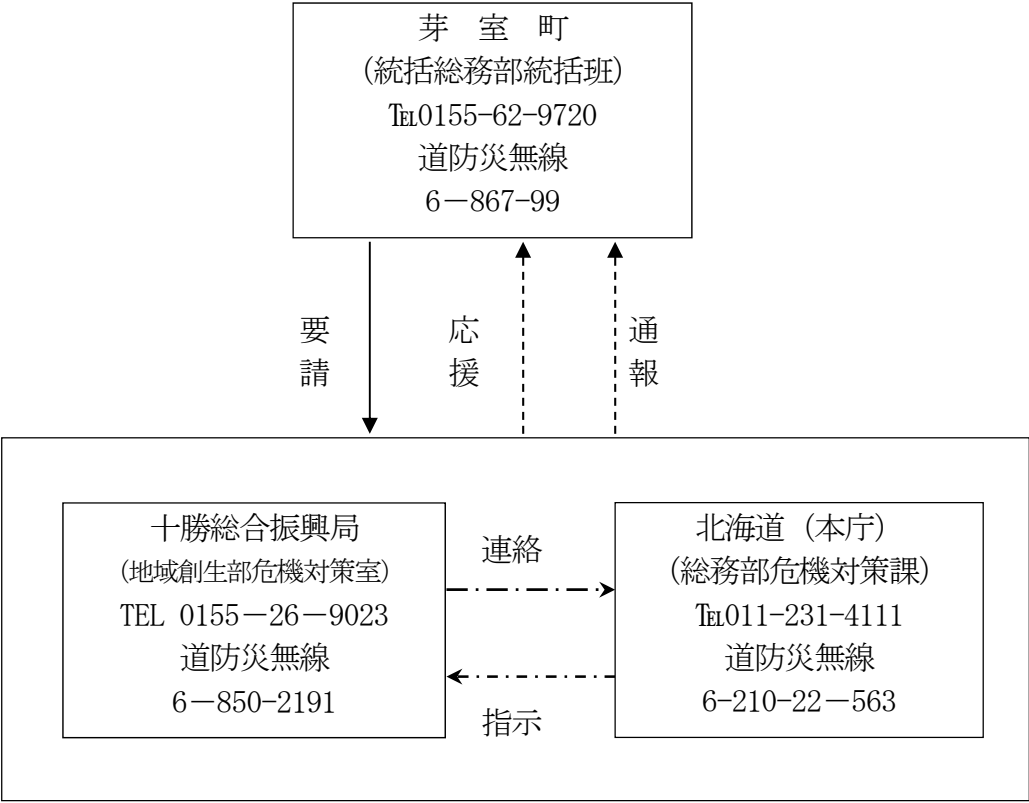 芽　室　町
（統括総務部統括班）
℡0155-62-9720
道防災無線
6－867-99
要請
応援
通報
十勝総合振興局
（地域創生部危機対策室）
TEL 0155－26－9023
道防災無線
6－850-2191
連絡
指示
北海道（本庁）
（総務部危機対策課）
℡011-231-4111
道防災無線
6-210-22－563